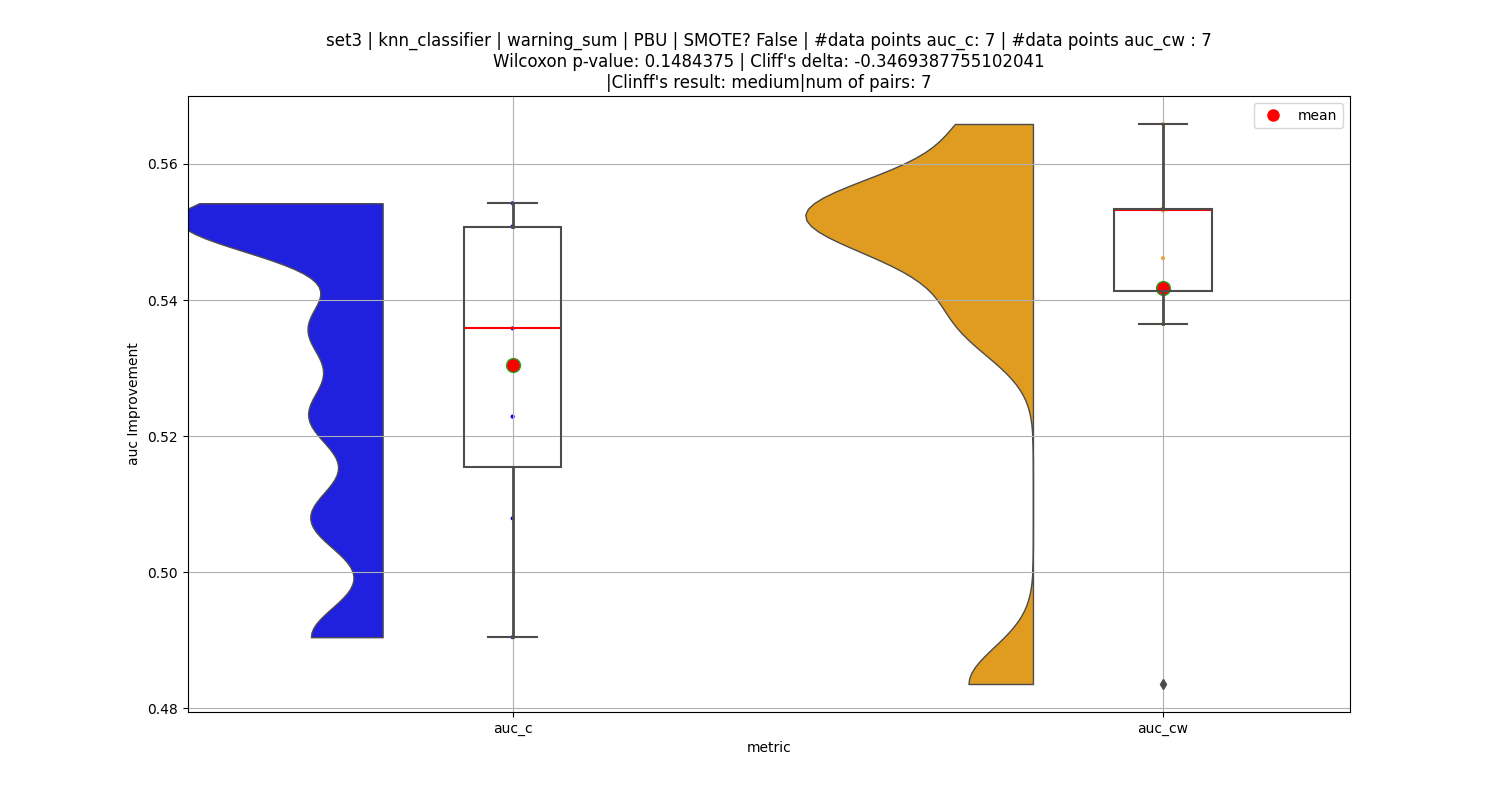 set3 | knn_classifier | warning_sum | PBU | SMOTE? False | #data points auc_c: 7 | #data points auc_cw : 7
Wilcoxon p-value: 0.1484375 | Cliff's delta: -0.3469387755102041
|Clinff's result: medium|num of pairs: 7
mean
0.56
0.54
0.52
0.50
0.48
auc Improvement
auc_c
auc_cw
metric